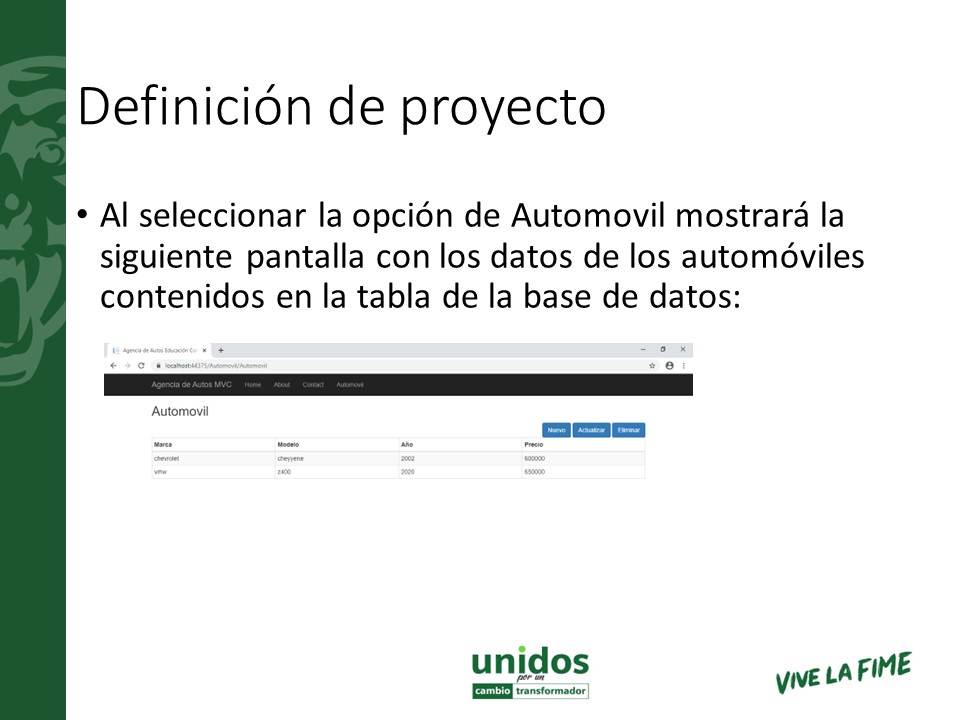 Definición de proyecto
• Al seleccionar la opción de Automovil mostrará la
siguiente pantalla con los datos de los automóviles
contenidos en la tabla de la base de datos:
Agencia de Autos Educación Con
localhost:44375/Automovil/Automovil
Agencia de Autos MVC Home About Contact Automovil
Automovil
Nuevo Actualizar Eliminar
Marca Modelo Año Precio
chevrolet cheyyene 2002 600000
vmw z400 2020 650000
unidos
por un
cambio transformador
VIVE LA FIME